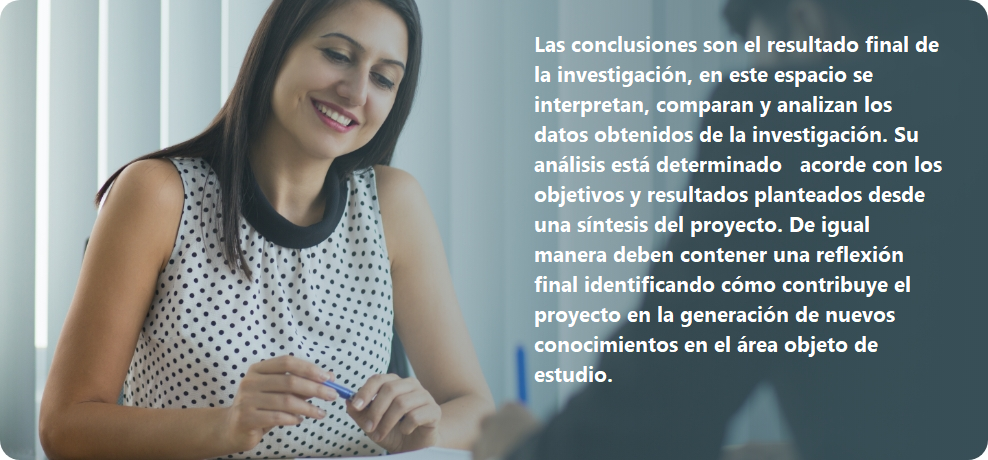 Las conclusiones son el resultado final de
la investigación, en este espacio se
interpretan, comparan y analizan los
datos obtenidos de la investigación. Su
análisis está determinado   acorde con los
objetivos y resultados planteados desde
una síntesis del proyecto. De igual
manera deben contener una reflexión
final identificando cómo contribuye el
proyecto en la generación de nuevos
conocimientos en el área objeto de
estudio.